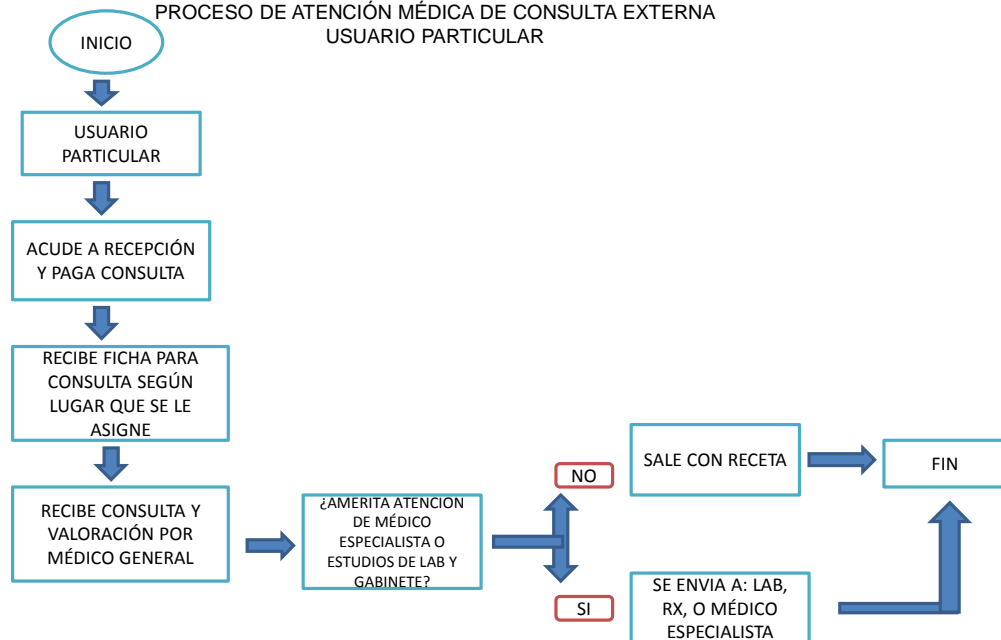 PROCESO DE ATENCIÓN MÉDICA DE CONSULTA EXTERNA
USUARIO PARTICULAR
INICIO
USUARIO
PARTICULAR
ACUDE A RECEPCIÓN
Y PAGA CONSULTA
RECIBE FICHA PARA
CONSULTA SEGÚN
LUGAR QUE SE LE
ASIGNE
RECIBE CONSULTA Y
VALORACIÓN POR
MÉDICO GENERAL
¿AMERITA ATENCION
DE MÉDICO
ESPECIALISTA O
ESTUDIOS DE LAB Y
GABINETE?
NO
SALE CON RECETA
FIN
SI
SE ENVIA A: LAB,
RX, O MÉDICO
ESPECIALISTA